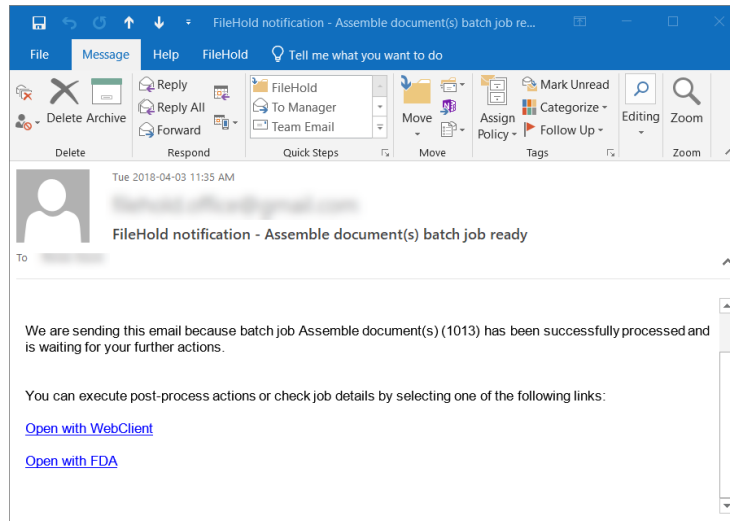 FileHold notification - Assemble document(s) batch job re...
File Message Help FileHold Tell me what you want to do
Delete Archive
Reply
Reply All
Forward
FileHold
To Manager
Team Email
Move
Assign Policy
Mark Unread
Categorize
Follow Up
Editing
Zoom
Delete Respond Quick Steps Move Tags Zoom
Tue 2018-04-03 11:35 AM
FileHold notification - Assemble document(s) batch job ready
To
We are sending this email because batch job Assemble document(s) (1013) has been successfully processed and
is waiting for your further actions.
You can execute post-process actions or check job details by selecting one of the following links:
Open with WebClient
Open with FDA